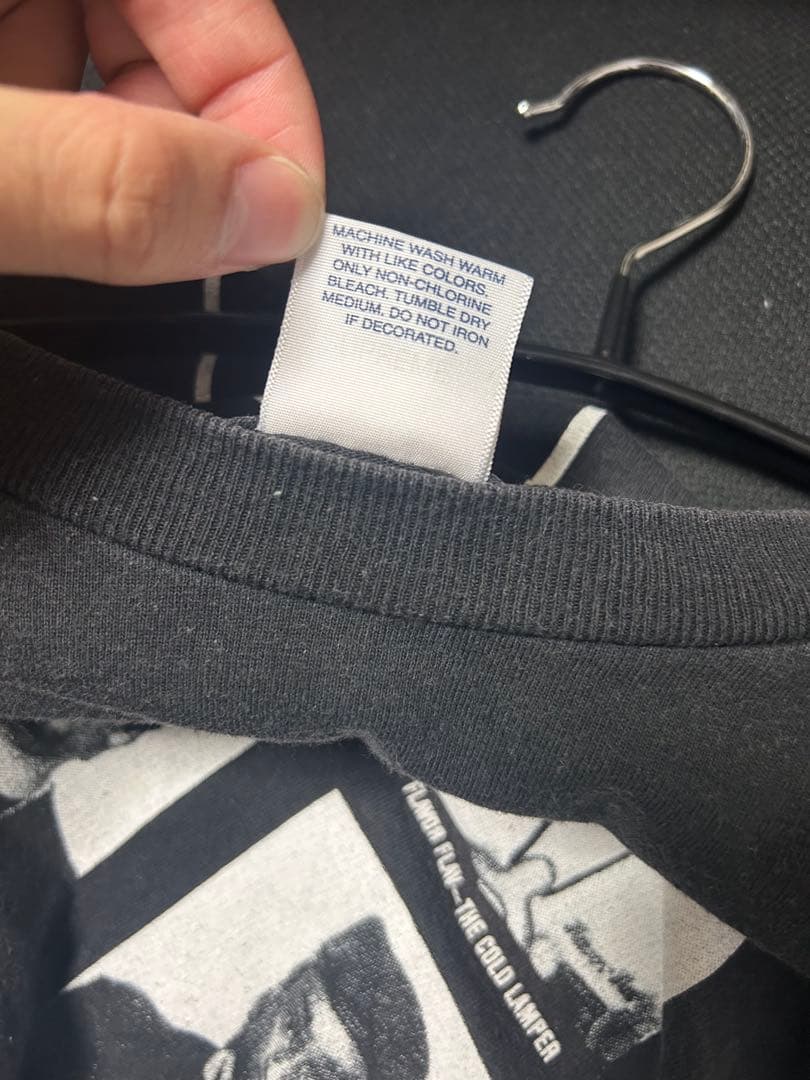 MACHINE WASH WARM
WITH LIKE COLORS.
ONLY NON-CHLORINE
BLEACH. TUMBLE DRY
MEDIUM. DO NOT IRON
IF DECORATED.
FLAVOR FLAV—THE COLD LAMPER